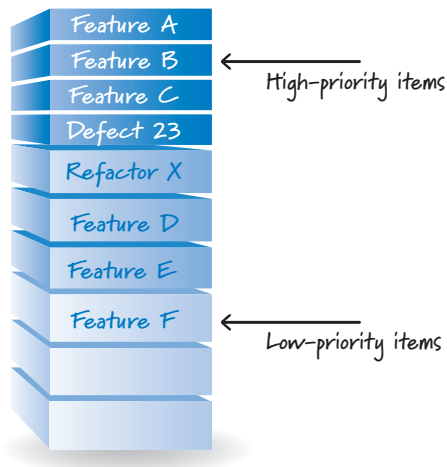 Feature A
Feature B
High-priority items
Feature C
Defect 23
Refactor X
Feature D
Feature E
Feature F
Low-priority items